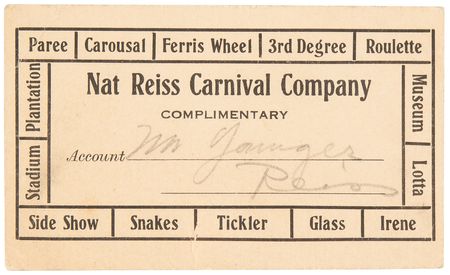 Paree Carousal Ferris Wheel 3rd Degree Roulette
Plantation
Stadium
Nat Reiss Carnival Company
COMPLIMENTARY
Account Mr Younger
Reiss
Museum
Lotta
Side Show Snakes Tickler Glass Irene